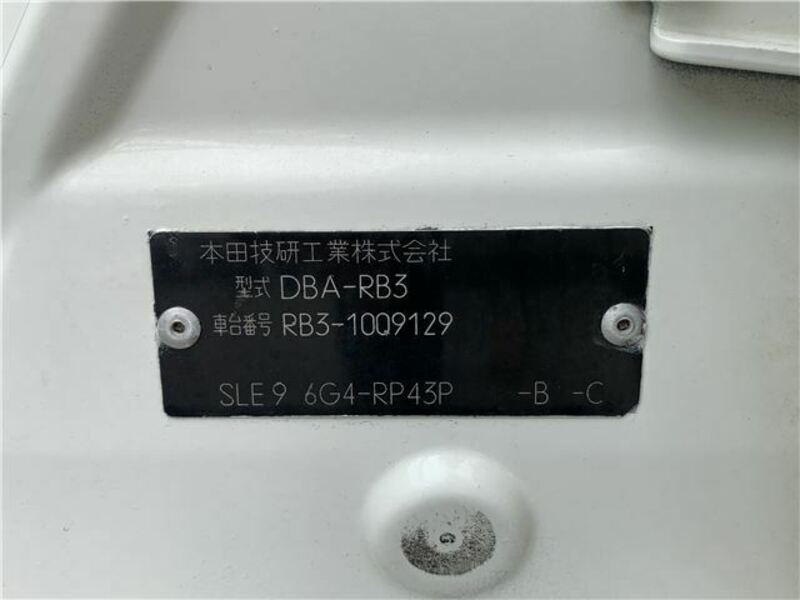 本田技研工業株式会社
型式 DBA-RB3
車台番号 RB3-1009129
SLE9 6G4-RP43P -B -C
G